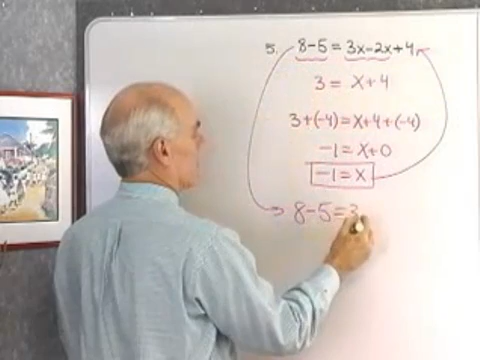 5. 8-5 = 3x-2x+4
3 = x+4
3+(-4)=x+4+(-4)
-1 = x+0
-1 = x
8-5=3